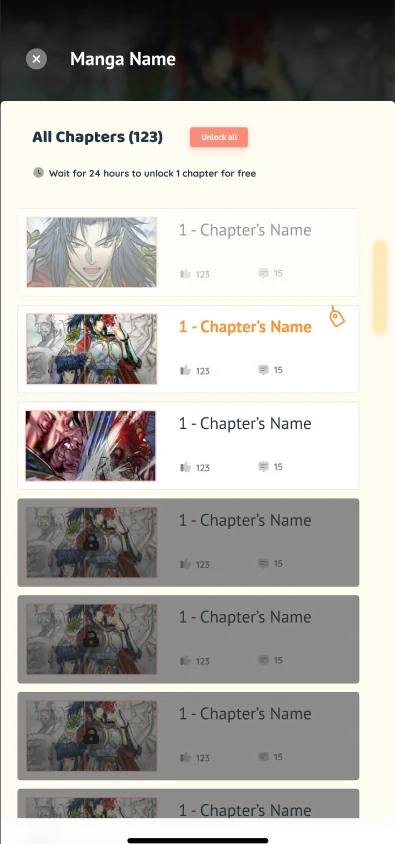 Manga Name
All Chapters (123)
Unlock all
Wait for 24 hours to unlock 1 chapter for free
1 - Chapter's Name
123
15
1 - Chapter's Name
123
15
1 - Chapter's Name
123
15
1 - Chapter's Name
123
15
1 - Chapter's Name
123
15
1 - Chapter's Name
123
15
1 - Chapter's Name